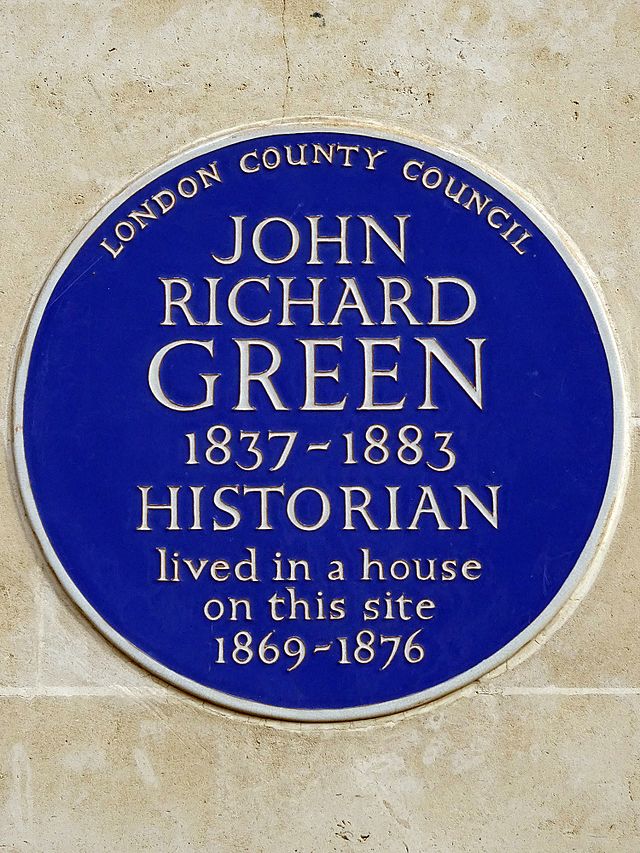 LONDON COUNTY COUNCIL
JOHN
RICHARD
GREEN
1837-1883
HISTORIAN
lived in a house
on this site
1869-1876